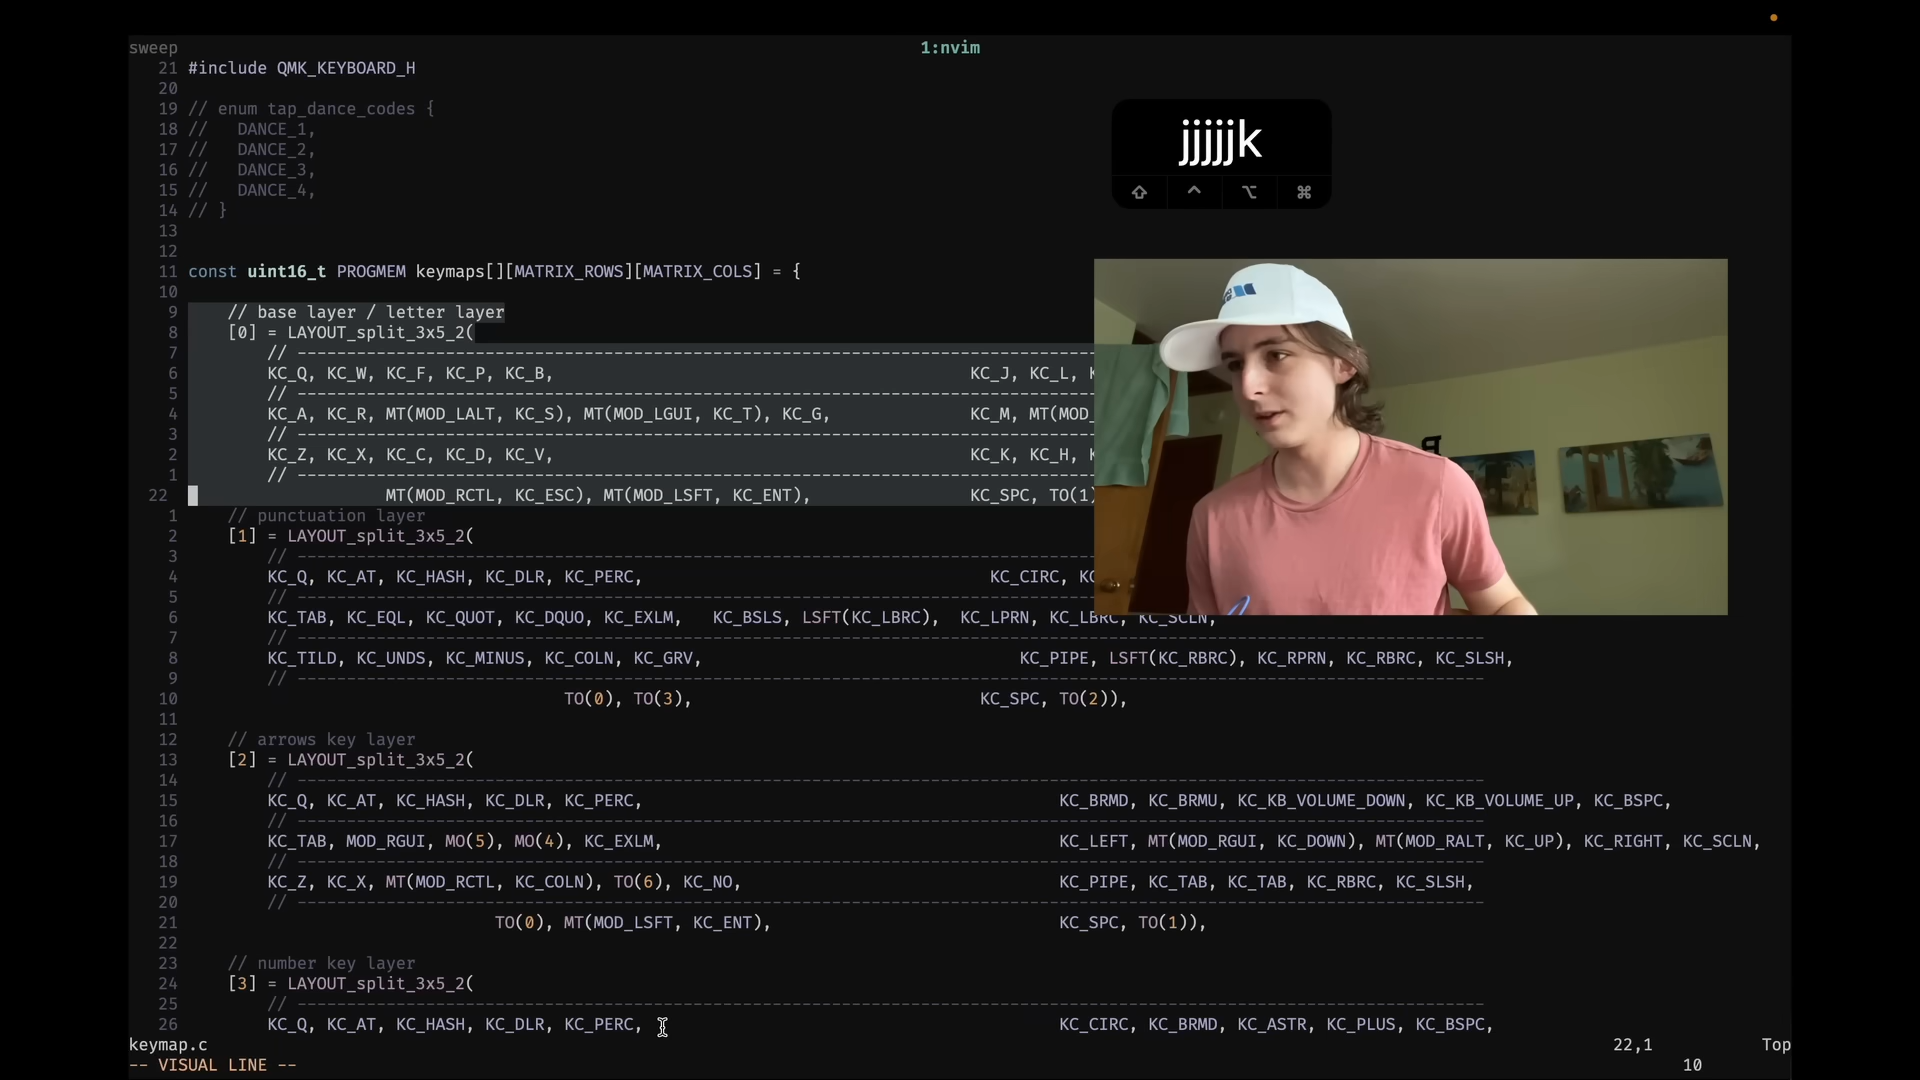 sweep 1:nvim
21 #include QMK_KEYBOARD_H
20
19 // enum tap_dance_codes {
18 //   DANCE_1,
17 //   DANCE_2,
16 //   DANCE_3,
15 //   DANCE_4,
14 // }
13
12
11 const uint16_t PROGMEM keymaps[][MATRIX_ROWS][MATRIX_COLS] = {
10
9 // base layer / letter layer
8 [0] = LAYOUT_split_3x5_2(
7 // ---------------------------------------------------------------------------------
6 KC_Q, KC_W, KC_F, KC_P, KC_B, KC_J, KC_L,
5 // ---------------------------------------------------------------------------------
4 KC_A, KC_R, MT(MOD_LALT, KC_S), MT(MOD_LGUI, KC_T), KC_G, KC_M, MT(MOD_
3 // ---------------------------------------------------------------------------------
2 KC_Z, KC_X, KC_C, KC_D, KC_V, KC_K, KC_H,
1 // ---------------------------------------------------------------------------------
22 MT(MOD_RCTL, KC_ESC), MT(MOD_LSFT, KC_ENT), KC_SPC, TO(1)
1 // punctuation layer
2 [1] = LAYOUT_split_3x5_2(
3 // ---------------------------------------------------------------------------------
4 KC_Q, KC_AT, KC_HASH, KC_DLR, KC_PERC, KC_CIRC,
5 // ---------------------------------------------------------------------------------
6 KC_TAB, KC_EQL, KC_QUOT, KC_DQUO, KC_EXLM, KC_BSLS, LSFT(KC_LBRC), KC_LPRN, KC_LBRC, KC_SCLN,
7 // ------------------------------------------------------------------------------------------------------------------------
8 KC_TILD, KC_UNDS, KC_MINUS, KC_COLN, KC_GRV, KC_PIPE, LSFT(KC_RBRC), KC_RPRN, KC_RBRC, KC_SLSH,
9 // ------------------------------------------------------------------------------------------------------------------------
10 TO(0), TO(3), KC_SPC, TO(2)),
11
12 // arrows key layer
13 [2] = LAYOUT_split_3x5_2(
14 // ------------------------------------------------------------------------------------------------------------------------
15 KC_Q, KC_AT, KC_HASH, KC_DLR, KC_PERC, KC_BRMD, KC_BRMU, KC_KB_VOLUME_DOWN, KC_KB_VOLUME_UP, KC_BSPC,
16 // ------------------------------------------------------------------------------------------------------------------------
17 KC_TAB, MOD_RGUI, MO(5), MO(4), KC_EXLM, KC_LEFT, MT(MOD_RGUI, KC_DOWN), MT(MOD_RALT, KC_UP), KC_RIGHT, KC_SCLN,
18 // ------------------------------------------------------------------------------------------------------------------------
19 KC_Z, KC_X, MT(MOD_RCTL, KC_COLN), TO(6), KC_NO, KC_PIPE, KC_TAB, KC_TAB, KC_RBRC, KC_SLSH,
20 // ------------------------------------------------------------------------------------------------------------------------
21 TO(0), MT(MOD_LSFT, KC_ENT), KC_SPC, TO(1)),
22
23 // number key layer
24 [3] = LAYOUT_split_3x5_2(
25 // ------------------------------------------------------------------------------------------------------------------------
26 KC_Q, KC_AT, KC_HASH, KC_DLR, KC_PERC, KC_CIRC, KC_BRMD, KC_ASTR, KC_PLUS, KC_BSPC,
keymap.c 22,1 Top
-- VISUAL LINE -- 10
jjjjjk
⇧ ⌃ ⌥ ⌘